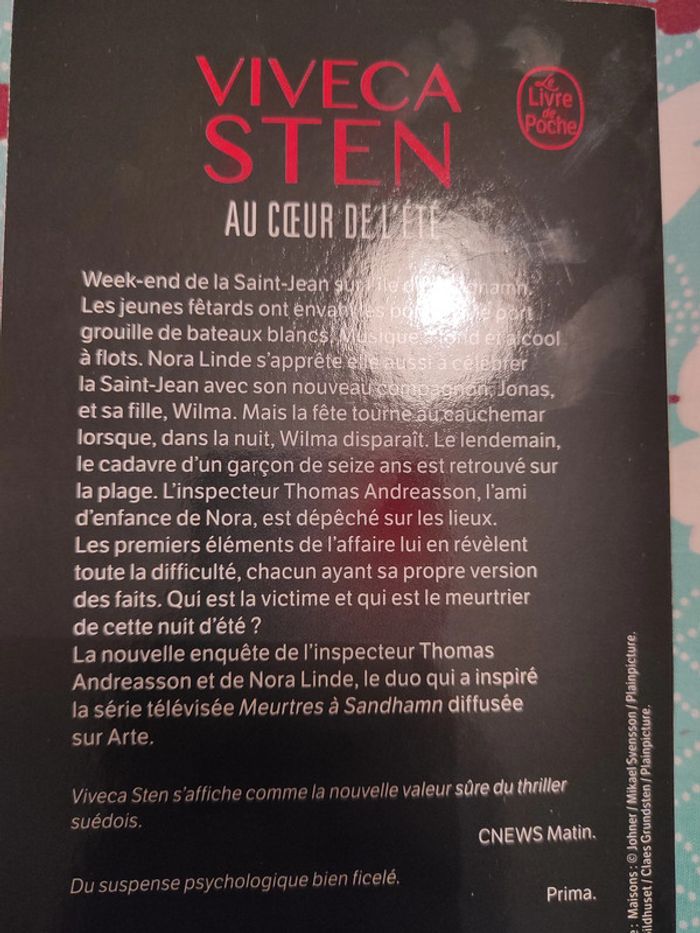 VIVECA
STEN
Le
Livre
de
Poche
AU CŒUR DE L'ÉTÉ
Week-end de la Saint-Jean sur l'île
Les jeunes fêtards ont envahi les port
grouille de bateaux blancs. Musique à fond et alcool
à flots. Nora Linde s'apprête elle aussi à célébrer
la Saint-Jean avec son nouveau compagnon, Jonas,
et sa fille, Wilma. Mais la fête tourne au cauchemar
lorsque, dans la nuit, Wilma disparaît. Le lendemain,
le cadavre d'un garçon de seize ans est retrouvé sur
la plage. L'inspecteur Thomas Andreasson, l'ami
d'enfance de Nora, est dépêché sur les lieux.
Les premiers éléments de l'affaire lui en révèlent
toute la difficulté, chacun ayant sa propre version
des faits. Qui est la victime et qui est le meurtrier
de cette nuit d'été ?
La nouvelle enquête de l'inspecteur Thomas
Andreasson et de Nora Linde, le duo qui a inspiré
la série télévisée Meurtres à Sandhamn diffusée
sur Arte.
Viveca Sten s'affiche comme la nouvelle valeur sûre du thriller
suédois.
CNEWS Matin.
Du suspense psychologique bien ficelé.
Prima.
: Maisons : © Johner / Mikael Svensson / Plainpicture.
ildhuset / Claes Grundsten / Plainpicture.